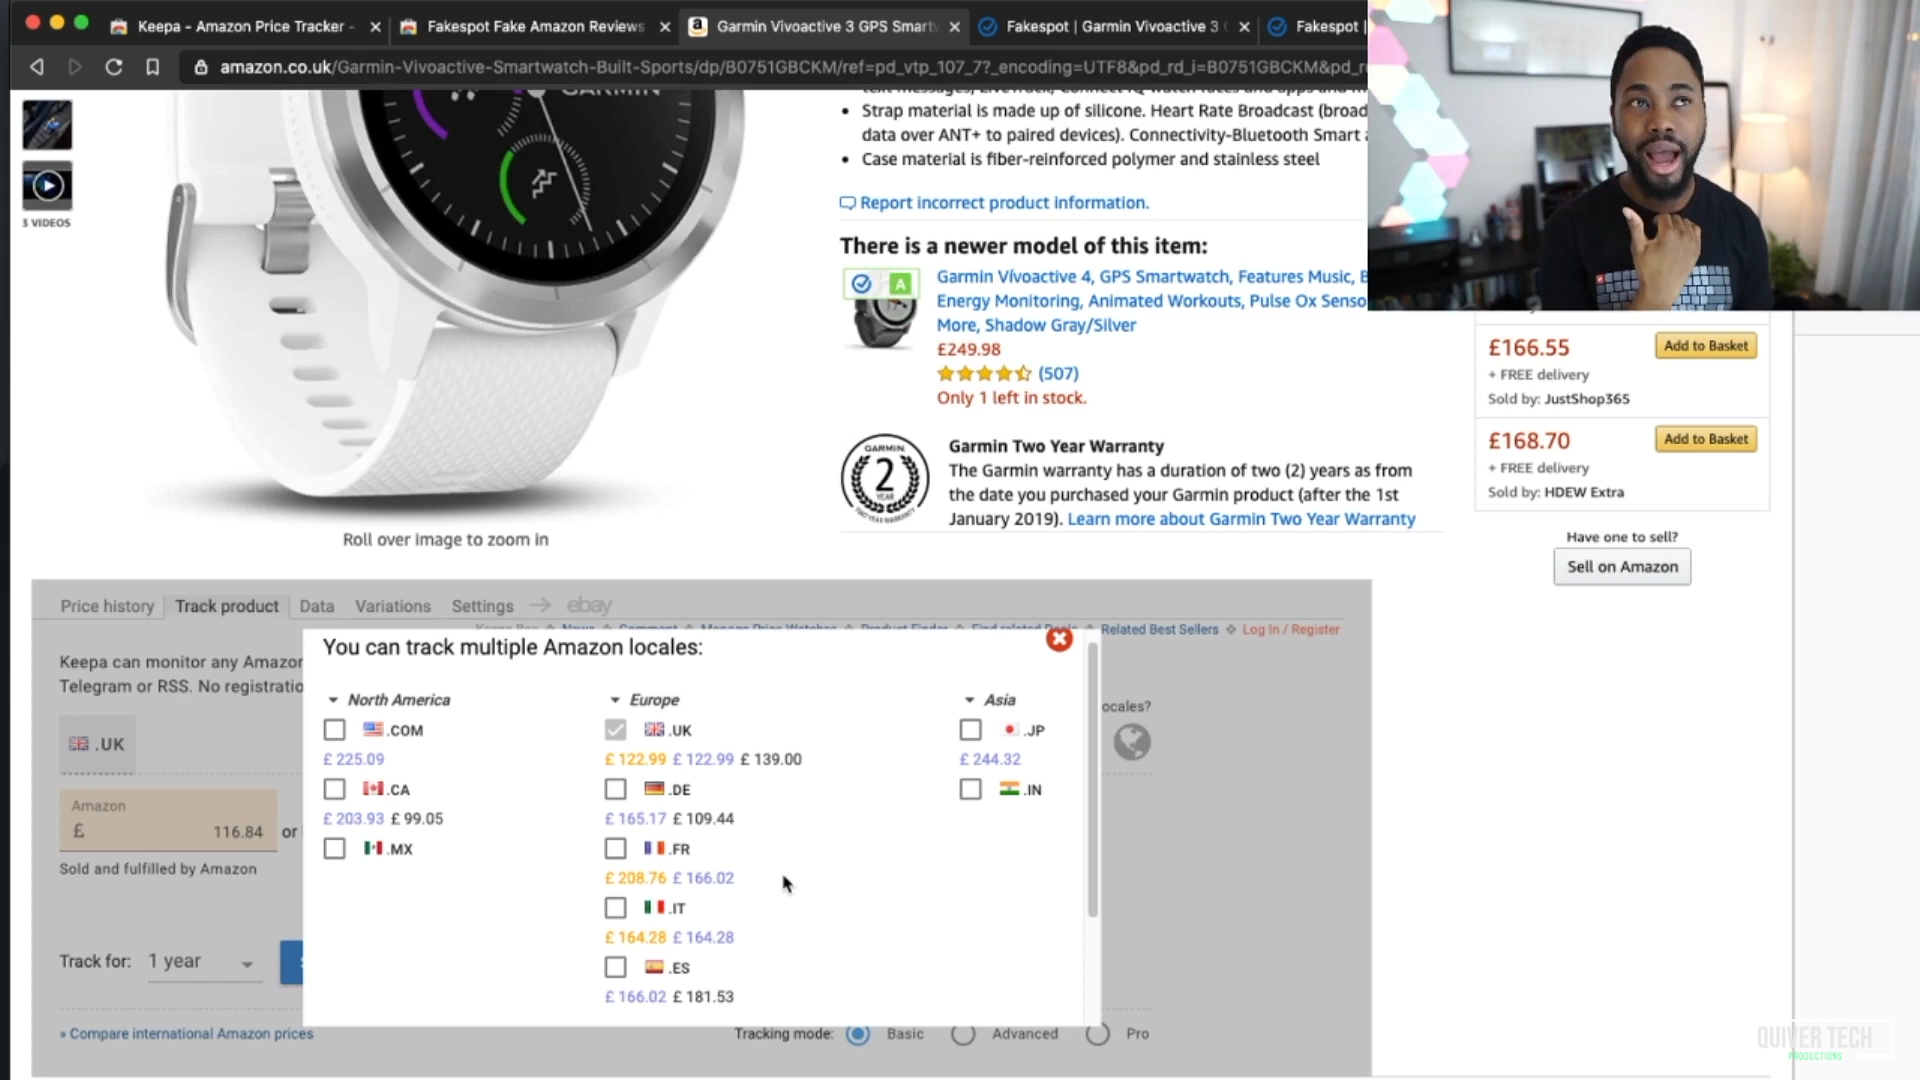 Keepa - Amazon Price Tracker -
Fakespot Fake Amazon Reviews
Garmin Vivoactive 3 GPS Smart
Fakespot | Garmin Vivoactive 3
Fakespot |
amazon.co.uk/Garmin-Vivoactive-Smartwatch-Built-Sports/dp/B0751GBCKM/ref=pd_vtp_107_7?_encoding=UTF8&pd_rd_i=B0751GBCKM&pd_r
3 VIDEOS
GARMIN
Roll over image to zoom in
• Strap material is made up of silicone. Heart Rate Broadcast (broad
data over ANT+ to paired devices). Connectivity-Bluetooth Smart
• Case material is fiber-reinforced polymer and stainless steel
Report incorrect product information.
There is a newer model of this item:
A
Garmin Vívoactive 4, GPS Smartwatch, Features Music, B
Energy Monitoring, Animated Workouts, Pulse Ox Senso
More, Shadow Gray/Silver
£249.98
(507)
Only 1 left in stock.
GARMIN
2
YEAR
TWO YEAR WARRANTY
Garmin Two Year Warranty
The Garmin warranty has a duration of two (2) years as from
the date you purchased your Garmin product (after the 1st
January 2019). Learn more about Garmin Two Year Warranty
£166.55
Add to Basket
+ FREE delivery
Sold by: JustShop365
£168.70
Add to Basket
+ FREE delivery
Sold by: HDEW Extra
Have one to sell?
Sell on Amazon
Price history
Track product
Data
Variations
Settings
ebay
Related Best Sellers
Log In / Register
Keepa can monitor any Amazon
Telegram or RSS. No registratio
ocales?
.UK
Amazon
£ 116.84 or
Sold and fulfilled by Amazon
Track for: 1 year
» Compare international Amazon prices
You can track multiple Amazon locales:
North America
.COM
£ 225.09
.CA
£ 203.93 £ 99.05
.MX
Europe
.UK
£ 122.99 £ 122.99 £ 139.00
.DE
£ 165.17 £ 109.44
.FR
£ 208.76 £ 166.02
.IT
£ 164.28 £ 164.28
.ES
£ 166.02 £ 181.53
Asia
.JP
£ 244.32
.IN
Tracking mode: Basic Advanced Pro
QUIVER TECH
PRODUCTIONS